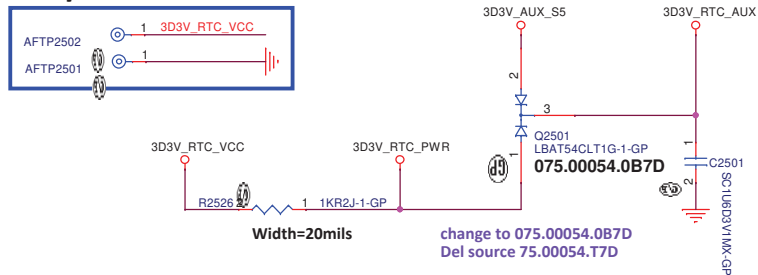 AFTP2502
1
3D3V_RTC_VCC
AFTP2501
1
3D3V_AUX_S5
3D3V_RTC_AUX
2
3
Q2501
LBAT54CLT1G-1-GP
075.00054.0B7D
1
GP
3D3V_RTC_VCC
3D3V_RTC_PWR
R2526
1
1KR2J-1-GP
Width=20mils
1
C2501
2
SC1U6D3V1MX-GP
change to 075.00054.0B7D
Del source 75.00054.T7D